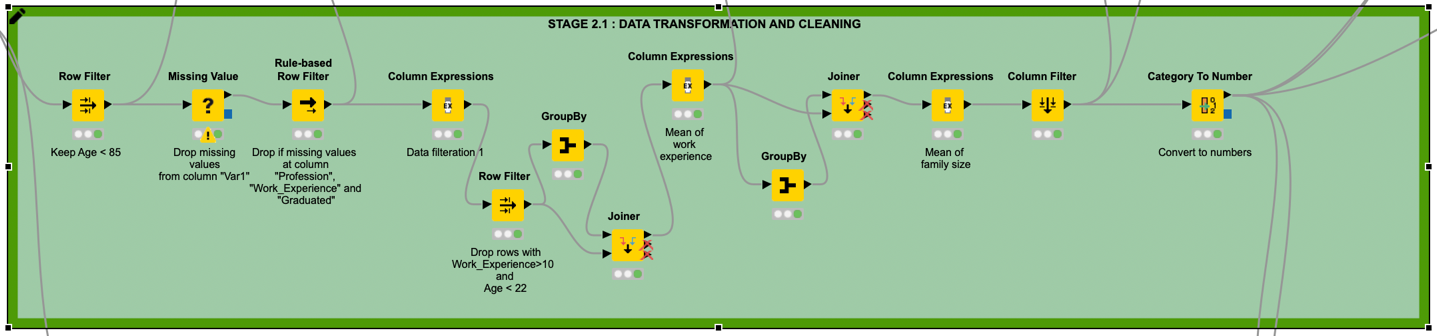 STAGE 2.1 : DATA TRANSFORMATION AND CLEANING
Row Filter
Keep Age < 85
Missing Value
?
Drop missing
values
from column "Var1"
Rule-based
Row Filter
Drop if missing values
at column
"Profession",
"Work_Experience" and
"Graduated"
Column Expressions
EX
Data filteration 1
Row Filter
Drop rows with
Work_Experience>10
and
Age < 22
GroupBy
Joiner
Column Expressions
EX
Mean of
work
experience
GroupBy
Joiner
Column Expressions
EX
Mean of
family size
Column Filter
Category To Number
Convert to numbers